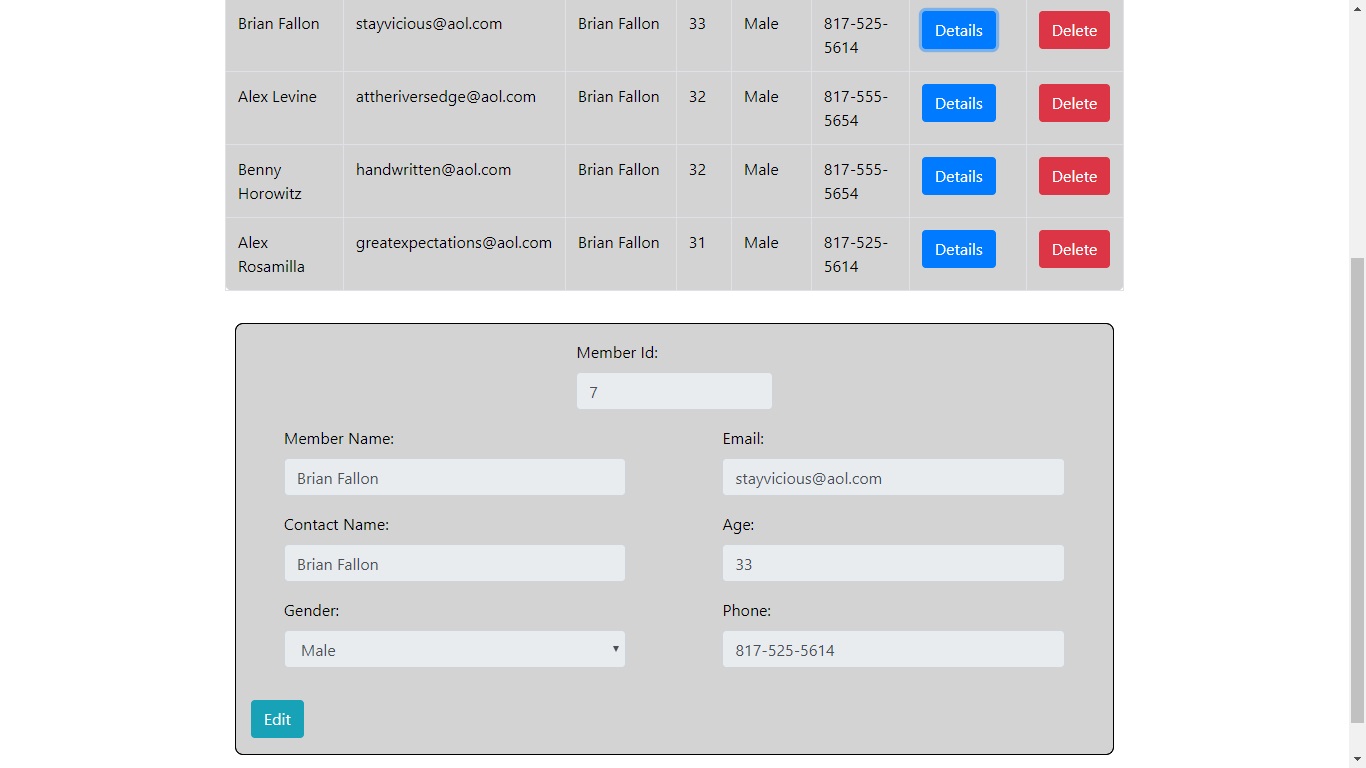 Brian Fallon stayvicious@aol.com Brian Fallon 33 Male 817-525- Details Delete
5614
Alex Levine attheriversedge@aol.com Brian Fallon 32 Male 817-555- Details Delete
5654
Benny handwritten@aol.com Brian Fallon 32 Male 817-555- Details Delete
Horowitz 5654
Alex greatexpectations@aol.com Brian Fallon 31 Male 817-525- Details Delete
Rosamilla 5614
Member Id:
7
Member Name: Email:
Brian Fallon stayvicious@aol.com
Contact Name: Age:
Brian Fallon 33
Gender: Phone:
Male 817-525-5614
Edit